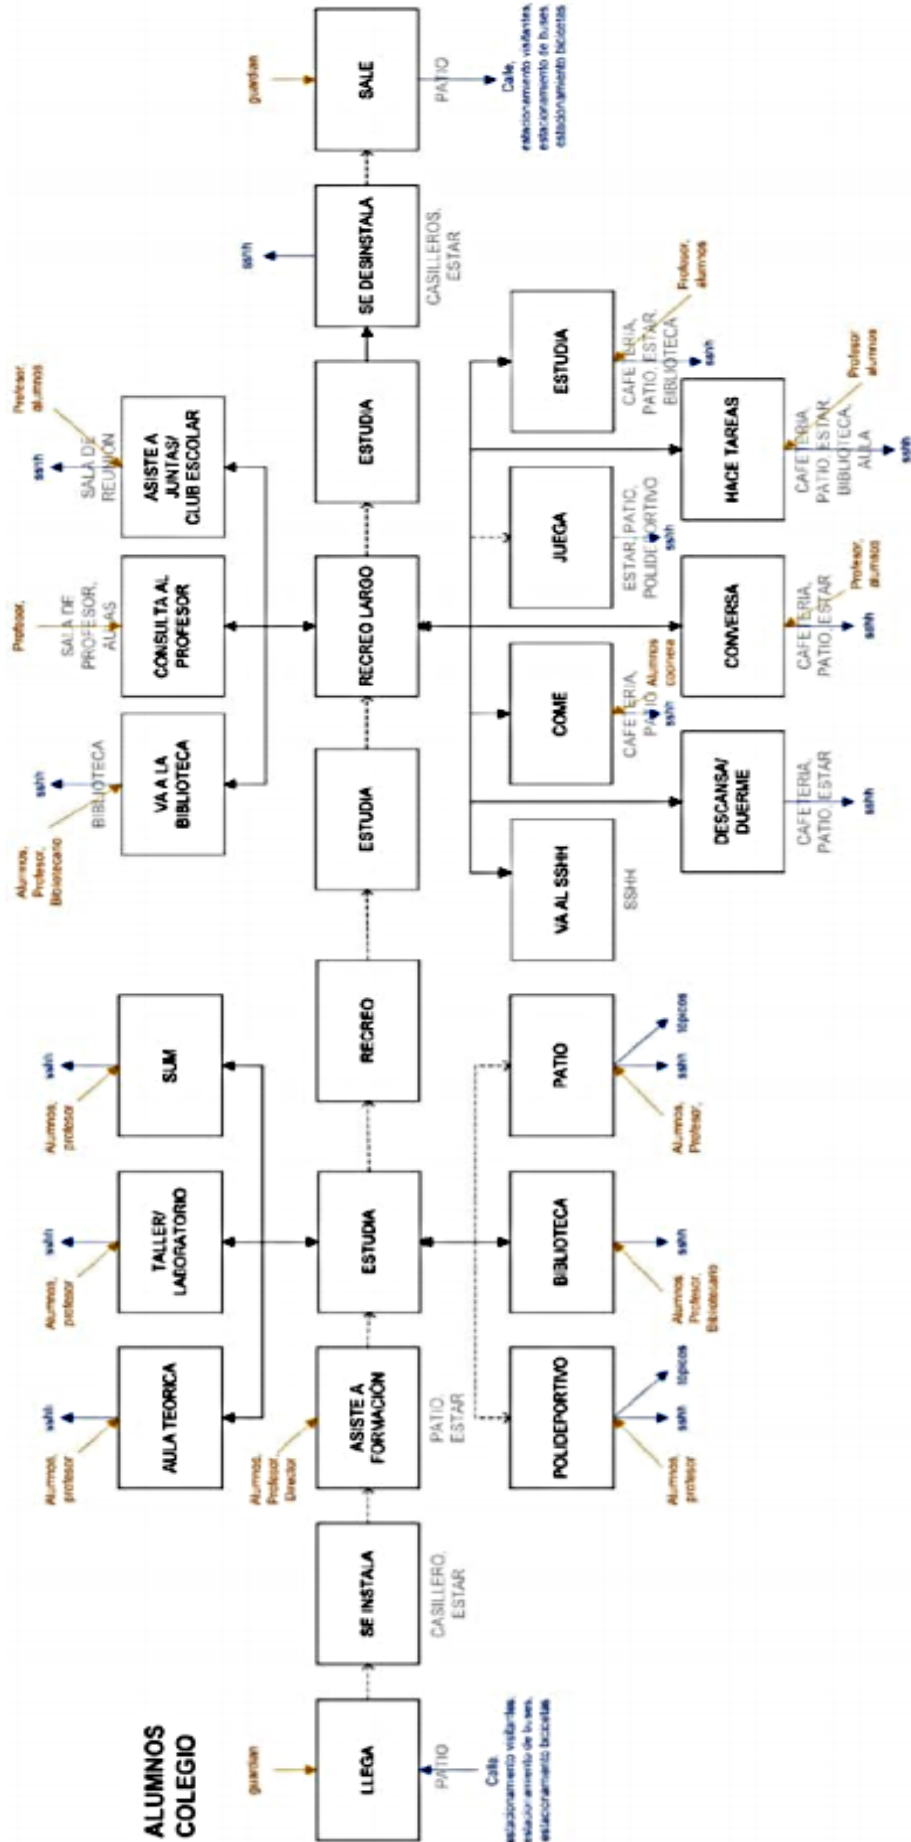 ALUMNOS
COLEGIO
guardian
LLEGA
PATIO
Calle,
estacionamiento visitantes,
estacionamiento de buses,
estacionamiento bicicletas
SE INSTALA
CASILLERO,
ESTAR
Alumnos,
Profesor,
Director
ASISTE A
FORMACIÓN
PATIO,
ESTAR
Alumnos,
profesor
sshh
AULA TEORICA
Alumnos,
profesor
sshh
TALLER/
LABORATORIO
Alumnos,
profesor
sshh
SUM
ESTUDIA
POLIDEPORTIVO
Alumnos,
profesor
sshh
tópicos
BIBLIOTECA
Alumnos,
Profesor,
Bibliotecario
sshh
PATIO
Alumnos,
Profesor,
sshh
tópicos
RECREO
ESTUDIA
Alumnos,
Profesor,
Bibliotecario
sshh
BIBLIOTECA
VA A LA
BIBLIOTECA
Profesor,
SALA DE
PROFESOR,
AULAS
CONSULTA AL
PROFESOR
Profesor,
alumnos
sshh
SALA DE
REUNIÓN
ASISTE A
JUNTAS/
CLUB ESCOLAR
RECREO LARGO
VA AL SSHH
SSHH
DESCANSA/
DUERME
CAFETERIA,
PATIO, ESTAR
sshh
COME
CAFETERIA,
PATIO
Alumnos
cocinera
sshh
CONVERSA
CAFETERIA,
PATIO, ESTAR
Profesor,
alumnos
sshh
JUEGA
ESTAR, PATIO,
POLIDEPORTIVO
sshh
HACE TAREAS
CAFETERIA,
PATIO, ESTAR,
BIBLIOTECA,
AULA
Profesor
alumnos
sshh
ESTUDIA
CAFETERIA,
PATIO, ESTAR,
BIBLIOTECA
Profesor,
alumnos
sshh
ESTUDIA
sshh
SE DESINSTALA
CASILLEROS,
ESTAR
guardian
SALE
PATIO
Calle,
estacionamiento visitantes,
estacionamiento de buses,
estacionamiento bicicletas